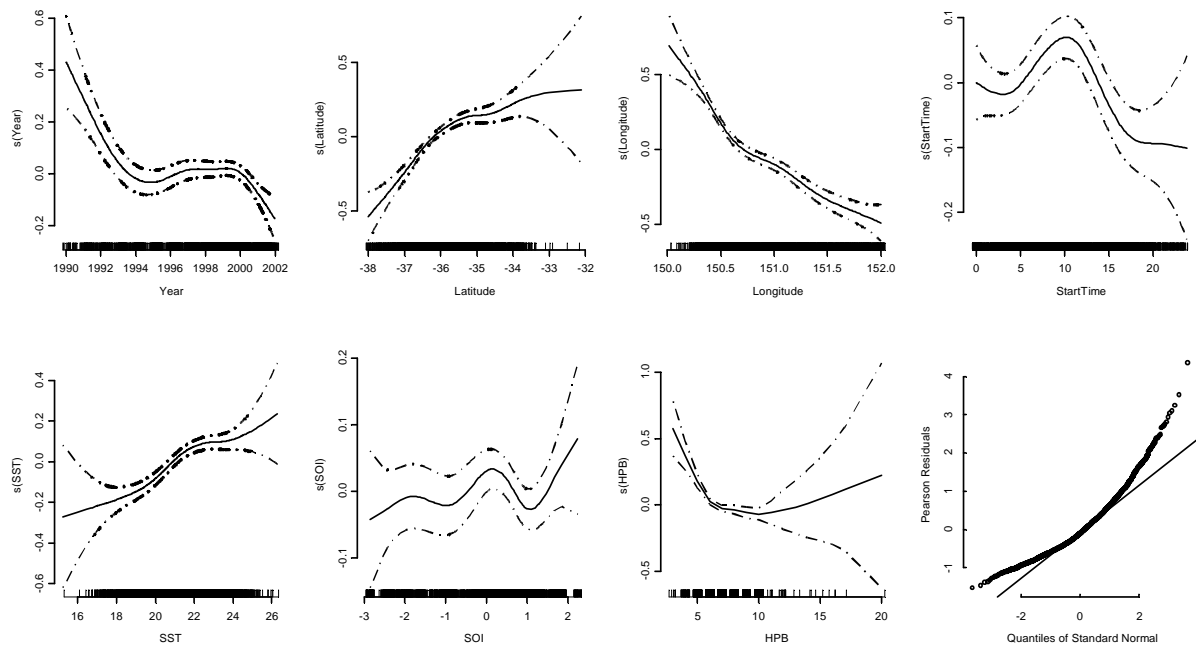 s(Year)
0.6
0.4
0.2
0.0
-0.2
1990 1992 1994 1996 1998 2000 2002
Year
s(Latitude)
0.5
0.0
-0.5
-38 -37 -36 -35 -34 -33 -32
Latitude
s(Longitude)
0.5
0.0
-0.5
150.0 150.5 151.0 151.5 152.0
Longitude
s(StartTime)
0.1
0.0
-0.1
-0.2
0 5 10 15 20
StartTime
s(SST)
0.4
0.2
0.0
-0.2
-0.4
-0.6
16 18 20 22 24 26
SST
s(SOI)
0.2
0.1
0.0
-0.1
-3 -2 -1 0 1 2
SOI
s(HPB)
1.0
0.5
0.0
-0.5
5 10 15 20
HPB
Pearson Residuals
4
3
2
1
0
-1
-2 0 2
Quantiles of Standard Normal